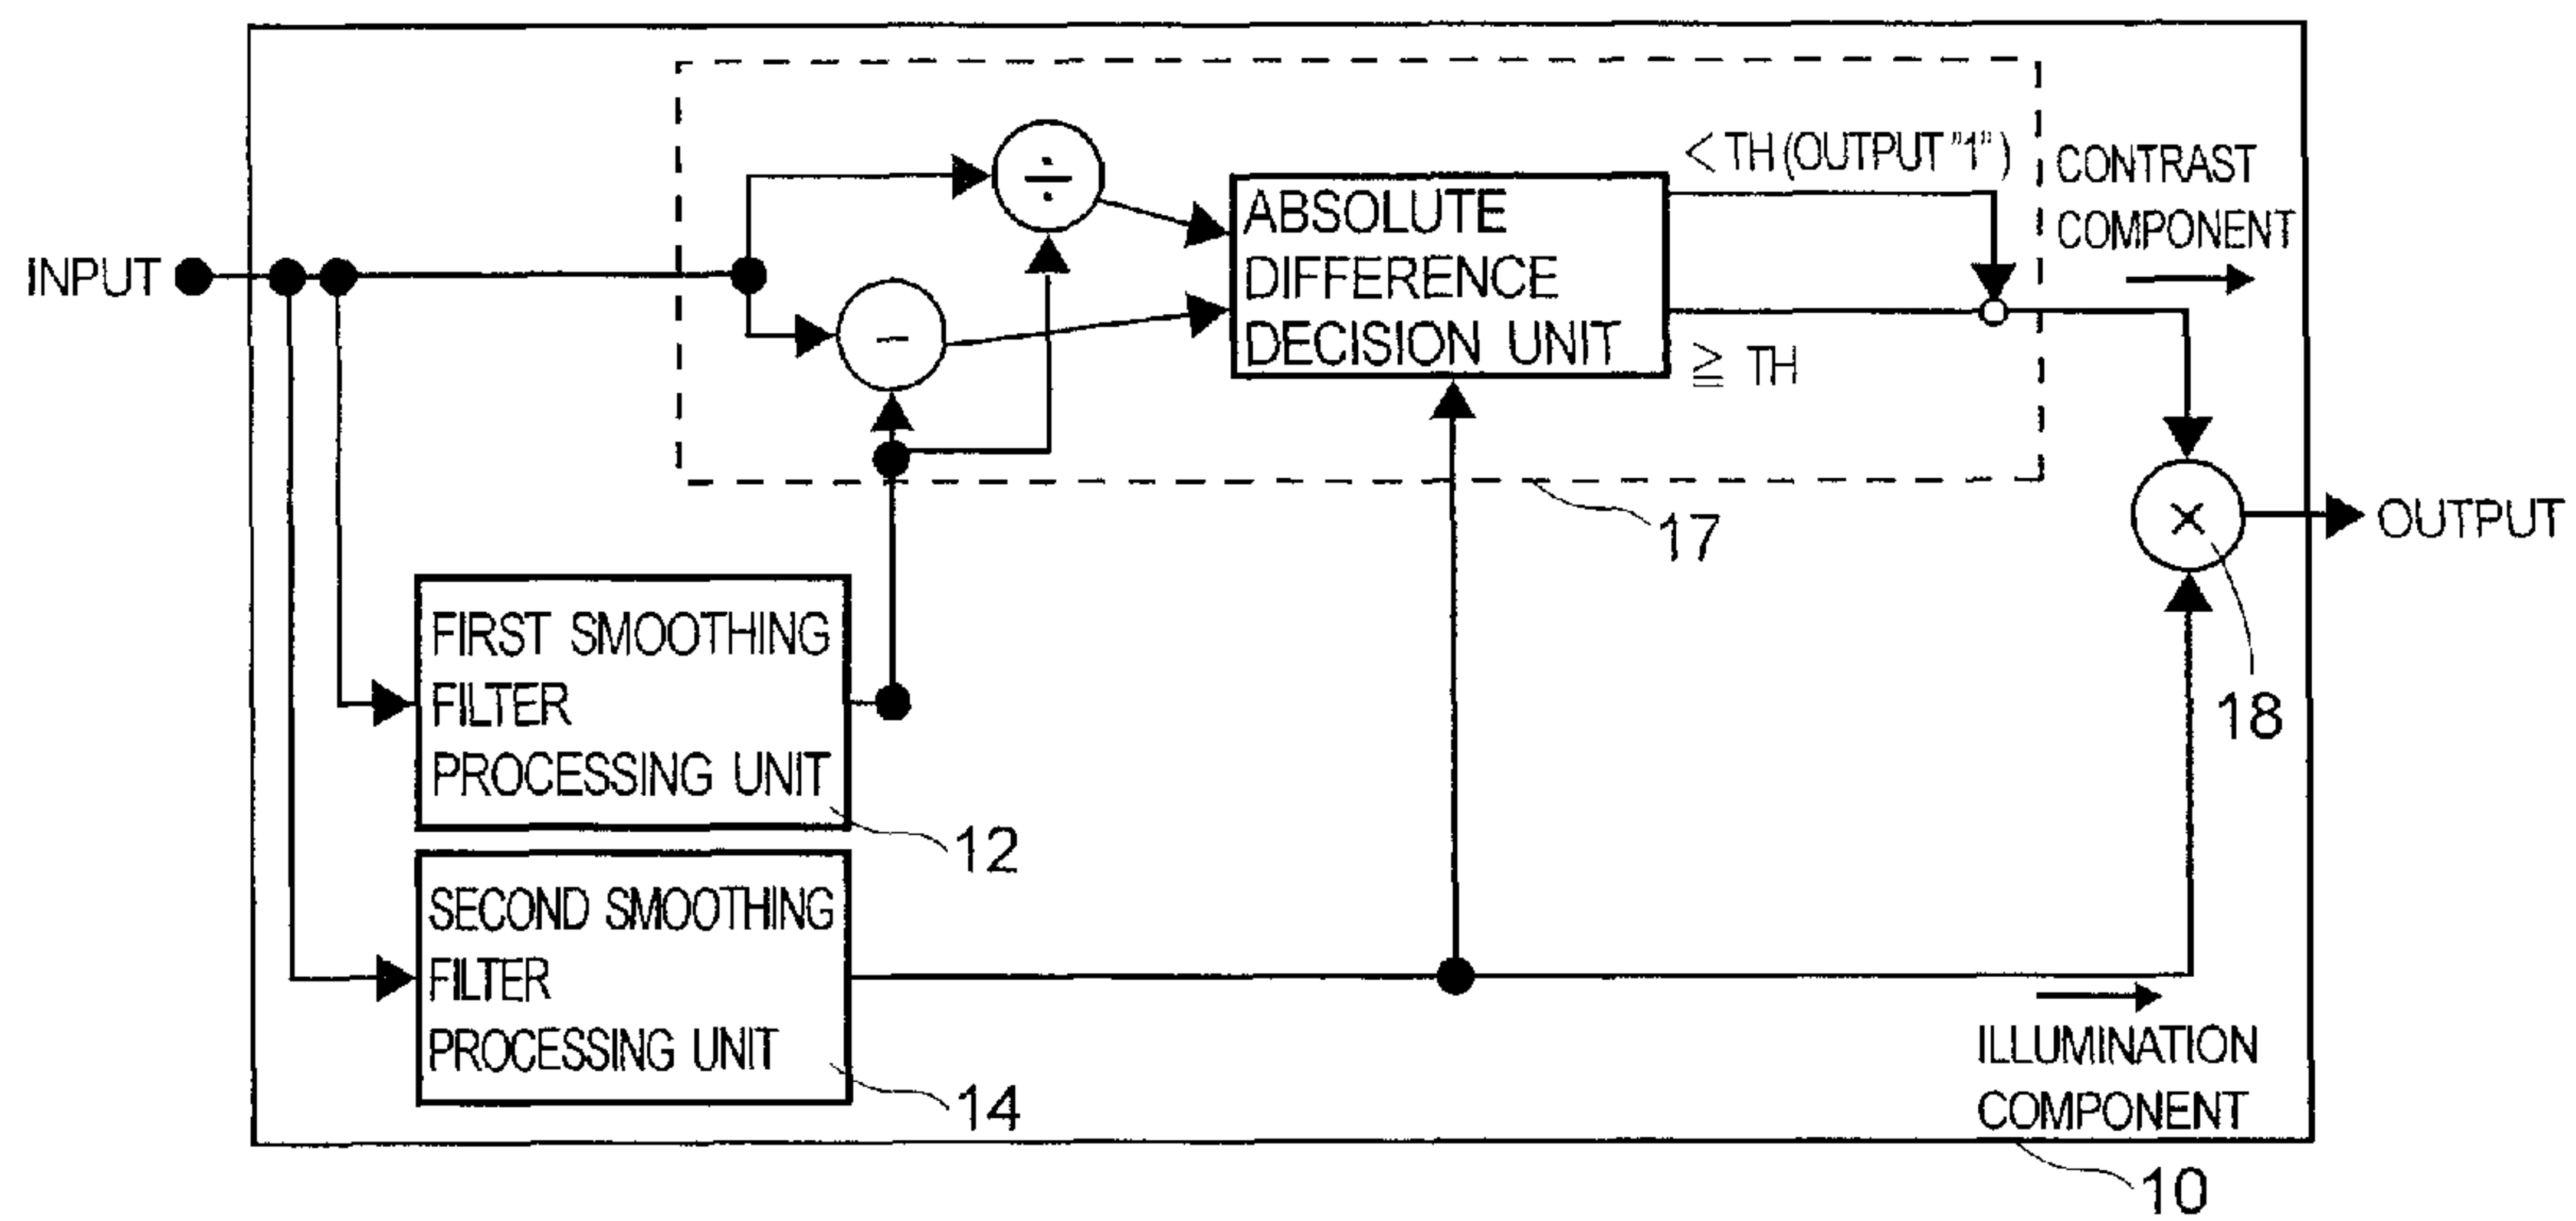 < TH (OUTPUT "1")
CONTRAST
COMPONENT
÷
ABSOLUTE
DIFFERENCE
DECISION UNIT
INPUT
−
≧ TH
17
×
OUTPUT
FIRST SMOOTHING
FILTER
PROCESSING UNIT
12
18
SECOND SMOOTHING
FILTER
PROCESSING UNIT
14
ILLUMINATION
COMPONENT
10